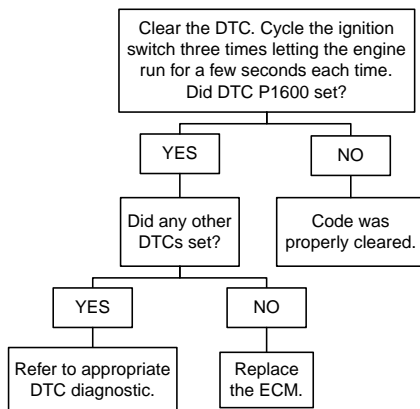 Clear the DTC. Cycle the ignition
switch three times letting the engine
run for a few seconds each time.
Did DTC P1600 set?
YES
NO
Did any other
DTCs set?
Code was
properly cleared.
YES
NO
Refer to appropriate
DTC diagnostic.
Replace
the ECM.